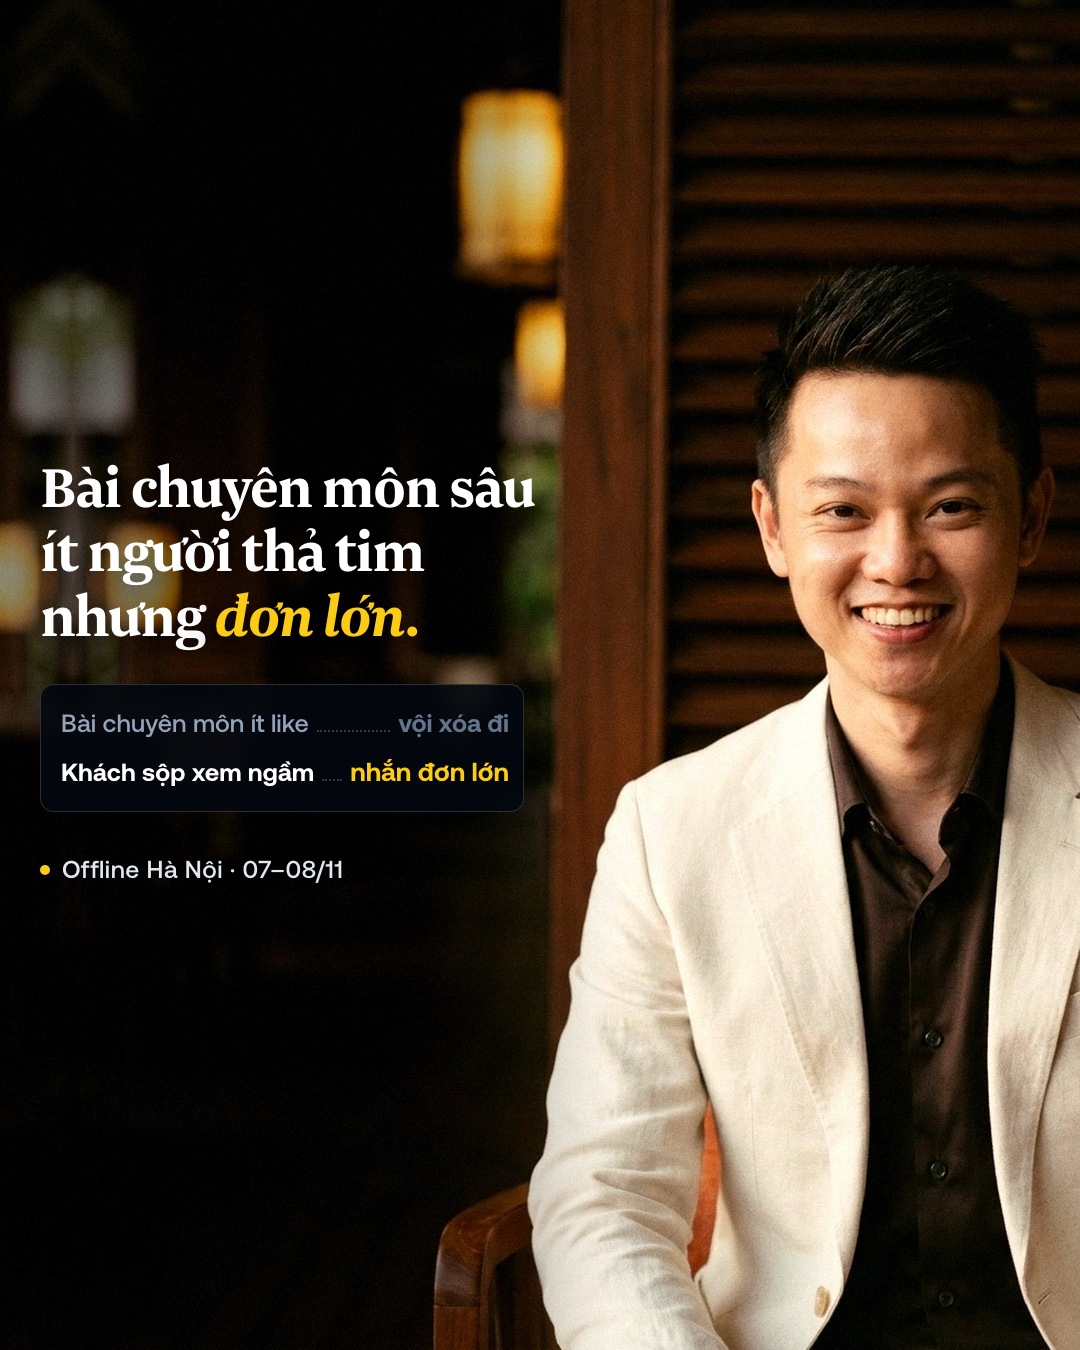 Bài chuyên môn sâu
ít người thả tim
nhưng đơn lớn.
Bài chuyên môn ít like ........... vội xóa đi
Khách sộp xem ngầm ..... nhắn đơn lớn
Offline Hà Nội · 07–08/11